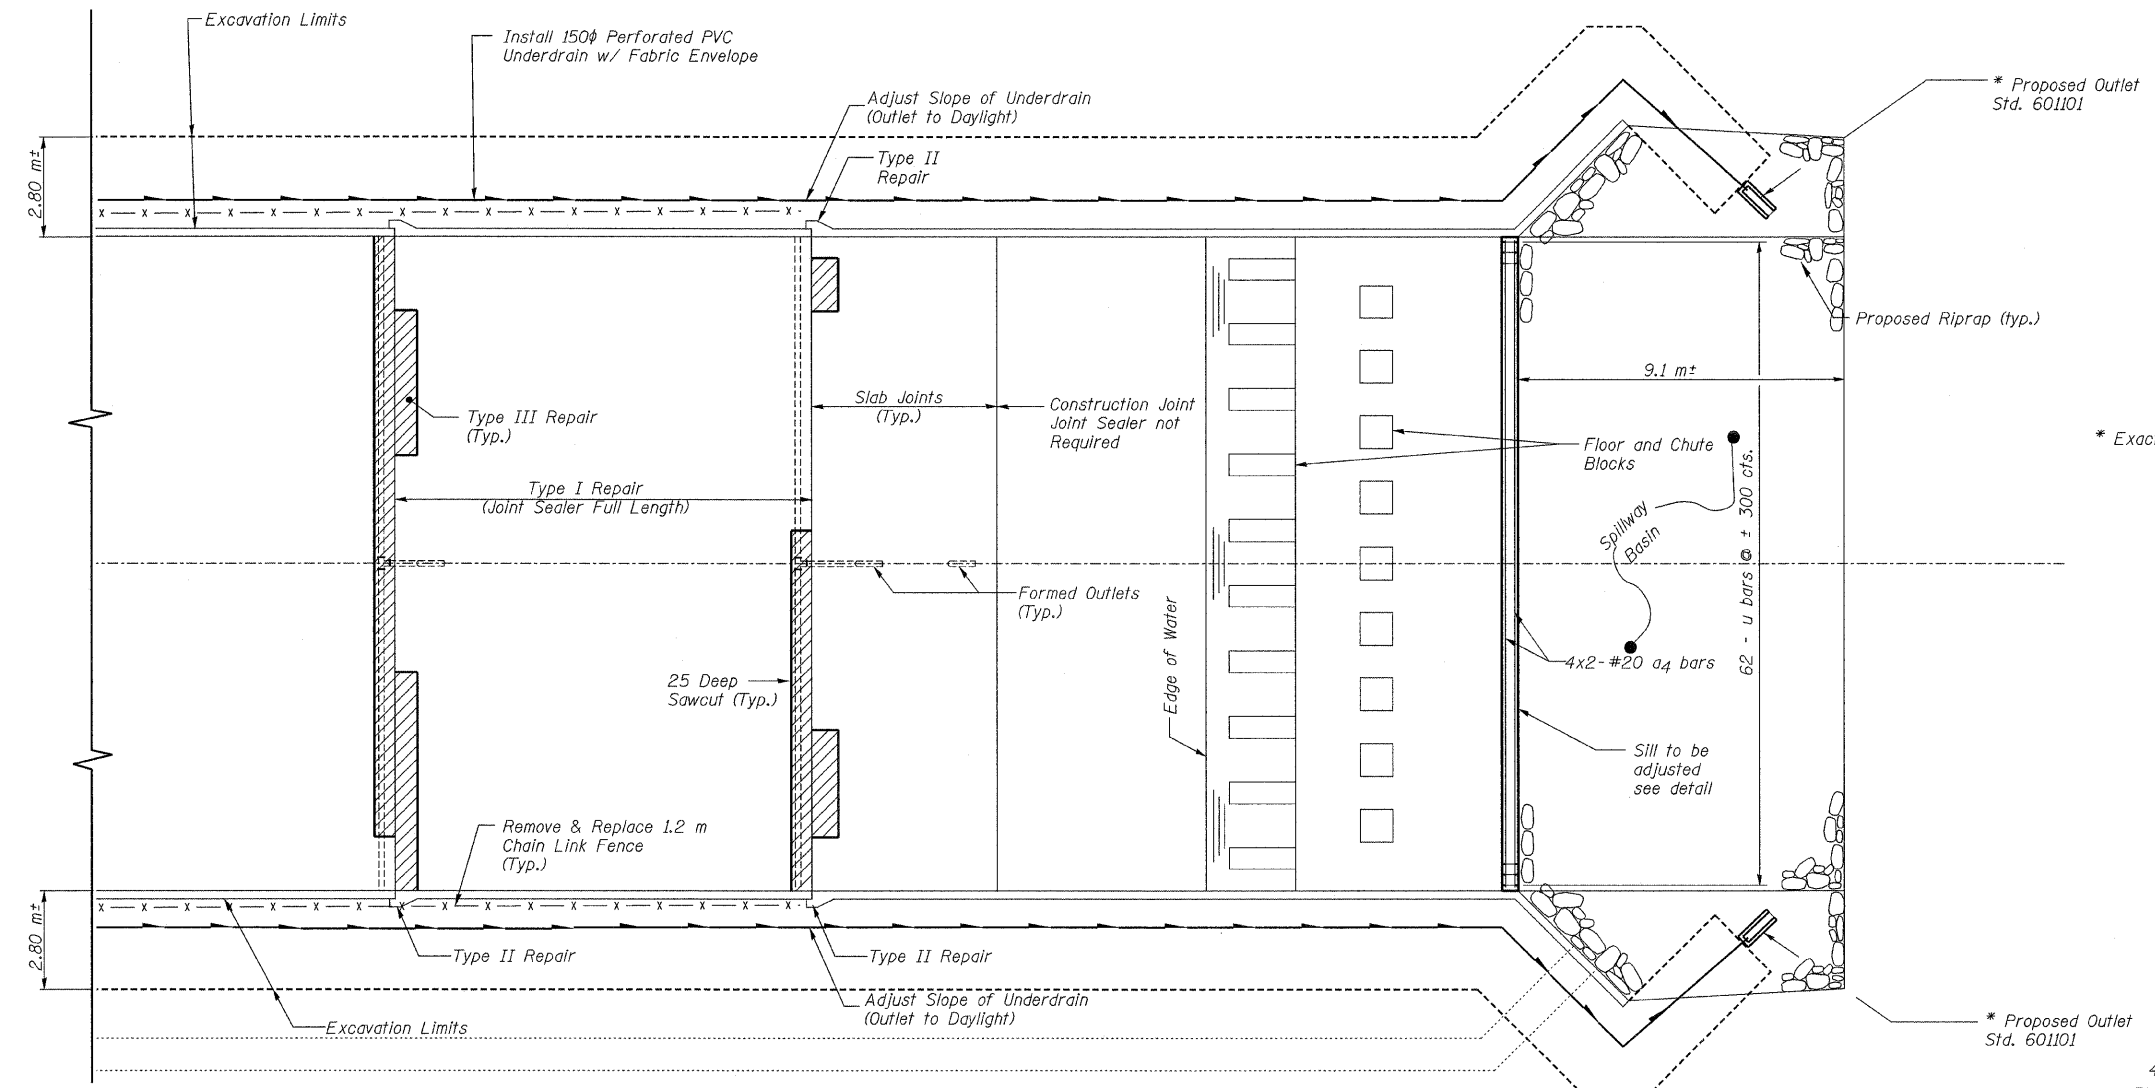 Excavation Limits
Install 150ϕ Perforated PVC
Underdrain w/ Fabric Envelope
Adjust Slope of Underdrain
(Outlet to Daylight)
* Proposed Outlet
Std. 601101
Type II
Repair
2.80 m±
x x x x x x x x x x x x x x x x x
Proposed Riprap (typ.)
9.1 m±
Slab Joints
(Typ.)
Construction Joint
Joint Sealer not
Required
Type III Repair
(Typ.)
Floor and Chute
Blocks
Type I Repair
(Joint Sealer Full Length)
Spillway
Basin
62 - u bars @ ± 300 cts.
Formed Outlets
(Typ.)
Edge of Water
4x2-#20 a4 bars
25 Deep
Sawcut (Typ.)
Sill to be
adjusted
see detail
Remove & Replace 1.2 m
Chain Link Fence
(Typ.)
x x x x x x x x x x x x x x x x x
2.80 m±
Type II Repair
Type II Repair
Adjust Slope of Underdrain
(Outlet to Daylight)
Excavation Limits
* Proposed Outlet
Std. 601101